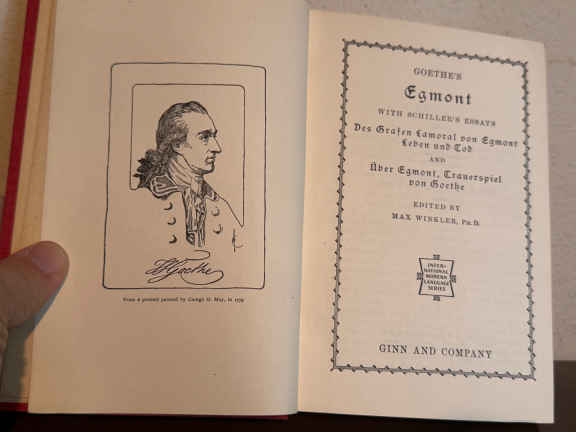 Goethe
From a portrait painted by George O. May, in 1779
GOETHE'S
Egmont
WITH SCHILLER'S ESSAYS
Des Grafen Lamoral von Egmont
Leben und Tod
AND
Über Egmont, Trauerspiel
von Goethe
EDITED BY
MAX WINKLER, PH.D.
INTER-
NATIONAL
MODERN
LANGUAGE
SERIES
GINN AND COMPANY